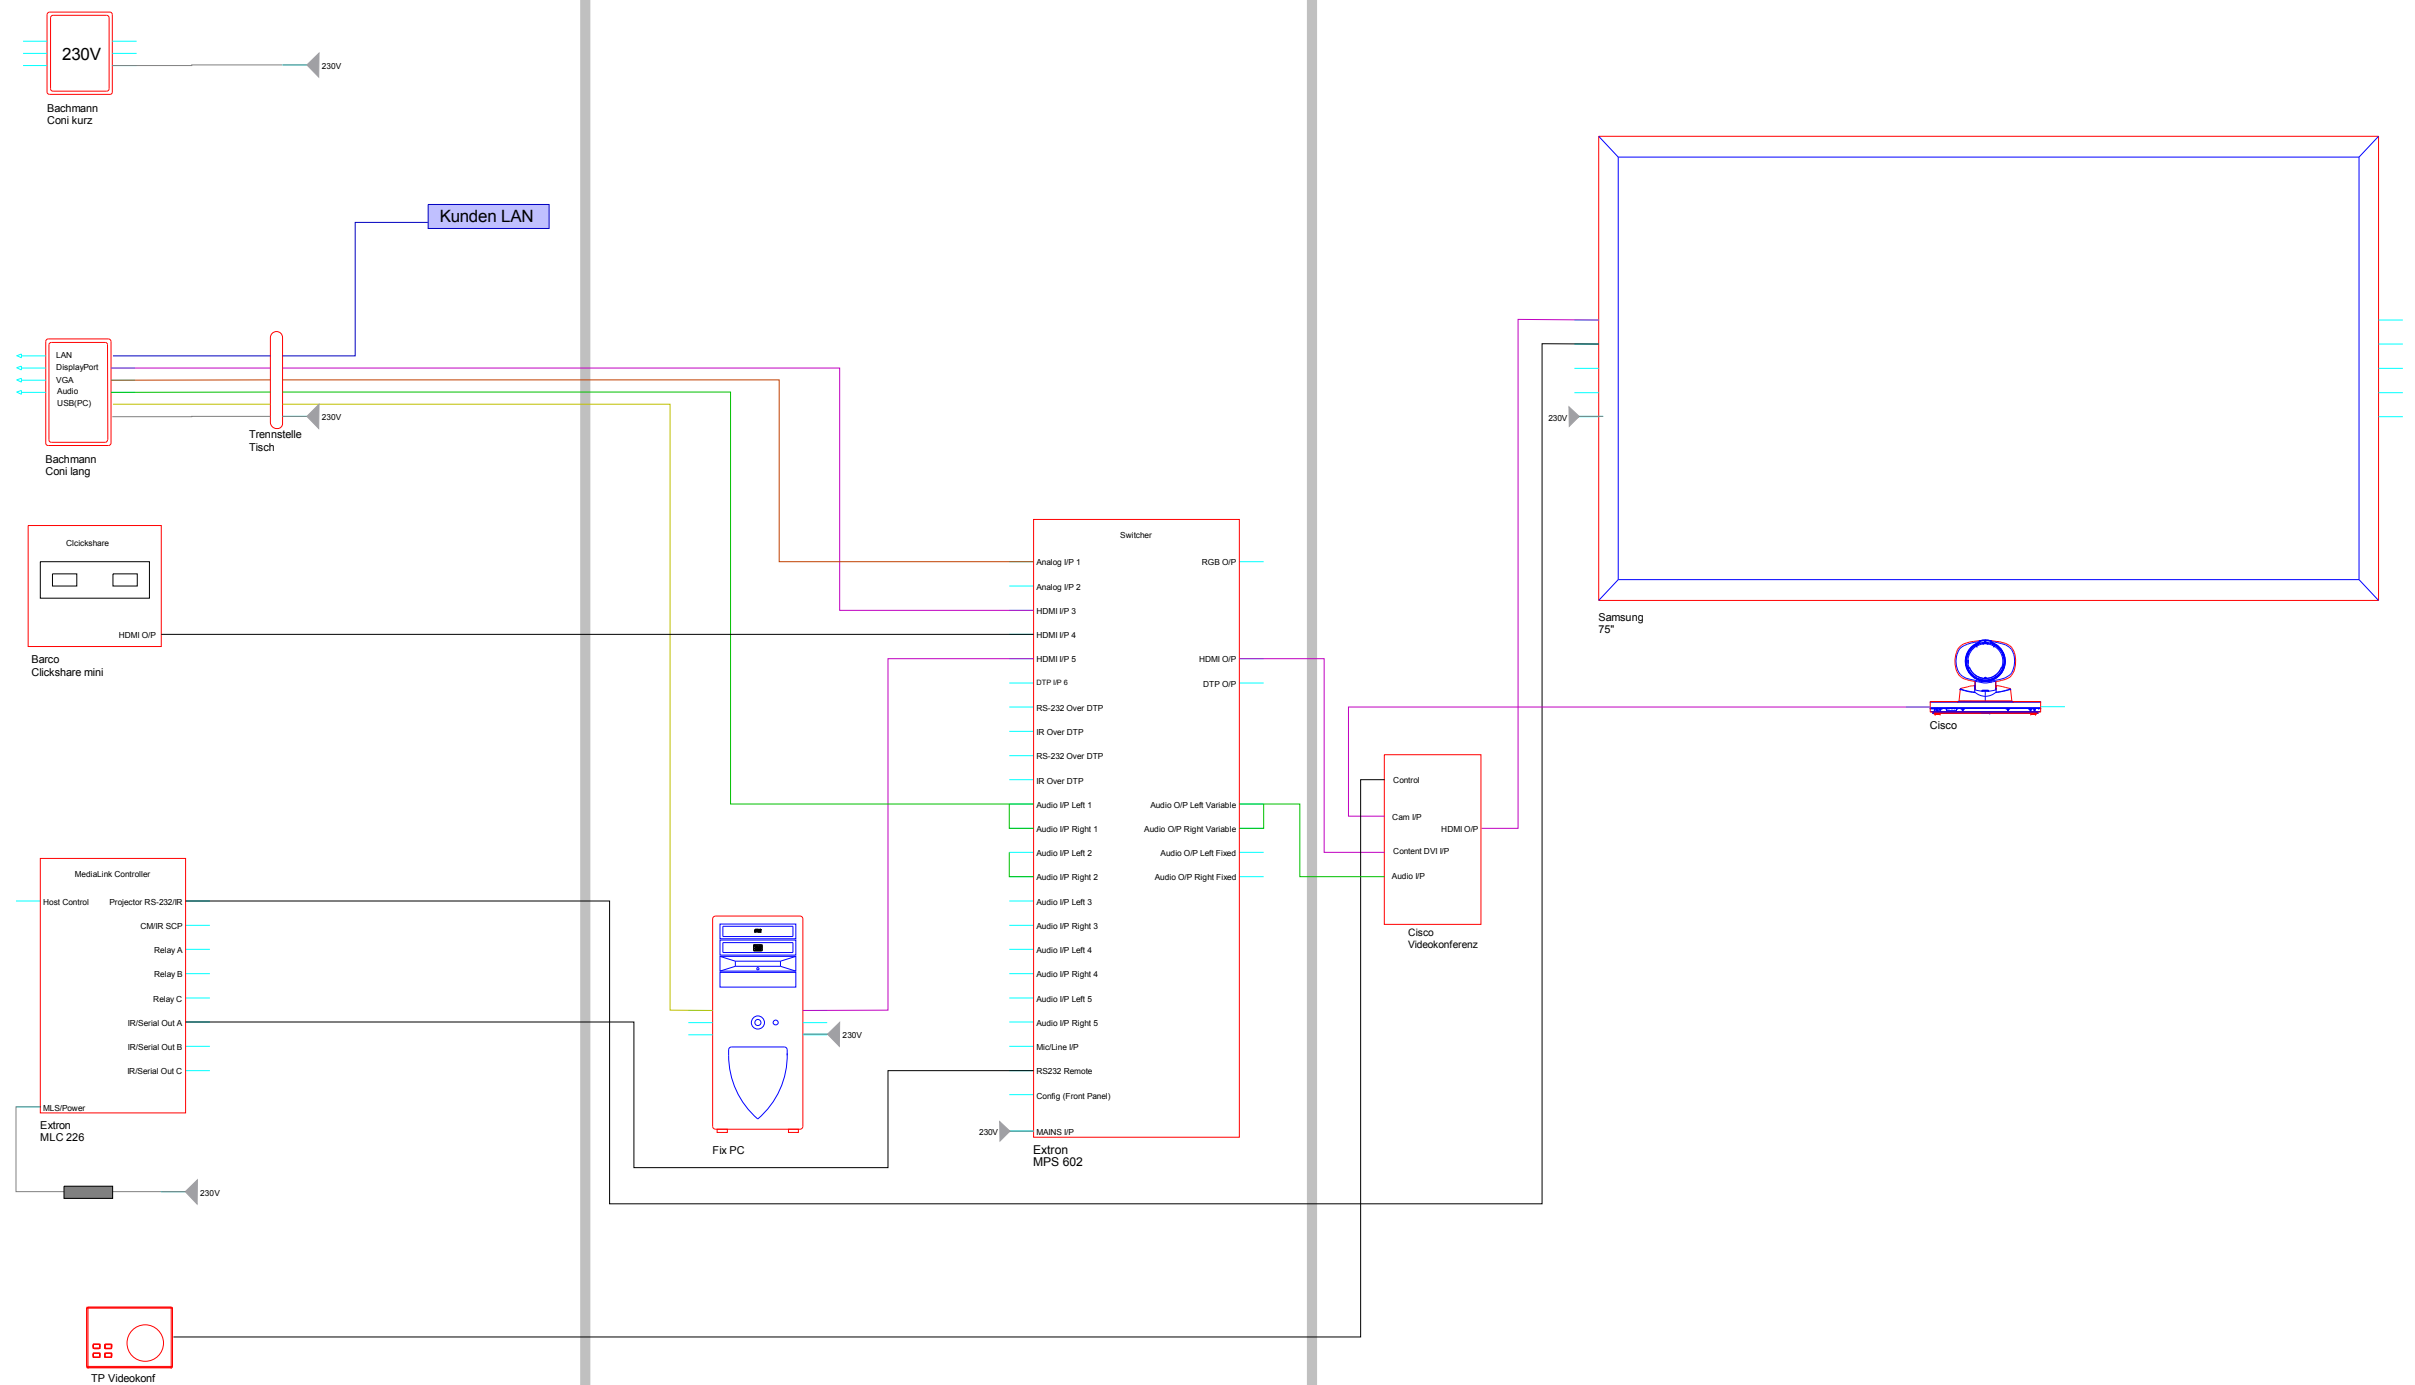 230V
230V
Bachmann
Coni kurz
Kunden LAN
LAN
DisplayPort
VGA
Audio
USB(PC)
230V
Trennstelle
Tisch
Bachmann
Coni lang
Clcickshare
HDMI O/P
Barco
Clickshare mini
MediaLink Controller
Host Control
Projector RS-232/IR
CM/IR SCP
Relay A
Relay B
Relay C
IR/Serial Out A
IR/Serial Out B
IR/Serial Out C
MLS/Power
Extron
MLC 226
230V
TP Videokonf
230V
Fix PC
Switcher
Analog I/P 1
Analog I/P 2
HDMI I/P 3
HDMI I/P 4
HDMI I/P 5
DTP I/P 6
RS-232 Over DTP
IR Over DTP
RS-232 Over DTP
IR Over DTP
Audio I/P Left 1
Audio I/P Right 1
Audio I/P Left 2
Audio I/P Right 2
Audio I/P Left 3
Audio I/P Right 3
Audio I/P Left 4
Audio I/P Right 4
Audio I/P Left 5
Audio I/P Right 5
Mic/Line I/P
RS232 Remote
Config (Front Panel)
230V
MAINS I/P
RGB O/P
HDMI O/P
DTP O/P
Audio O/P Left Variable
Audio O/P Right Variable
Audio O/P Left Fixed
Audio O/P Right Fixed
Extron
MPS 602
Control
Cam I/P
HDMI O/P
Content DVI I/P
Audio I/P
Cisco
Videokonferenz
230V
Samsung
75"
Cisco